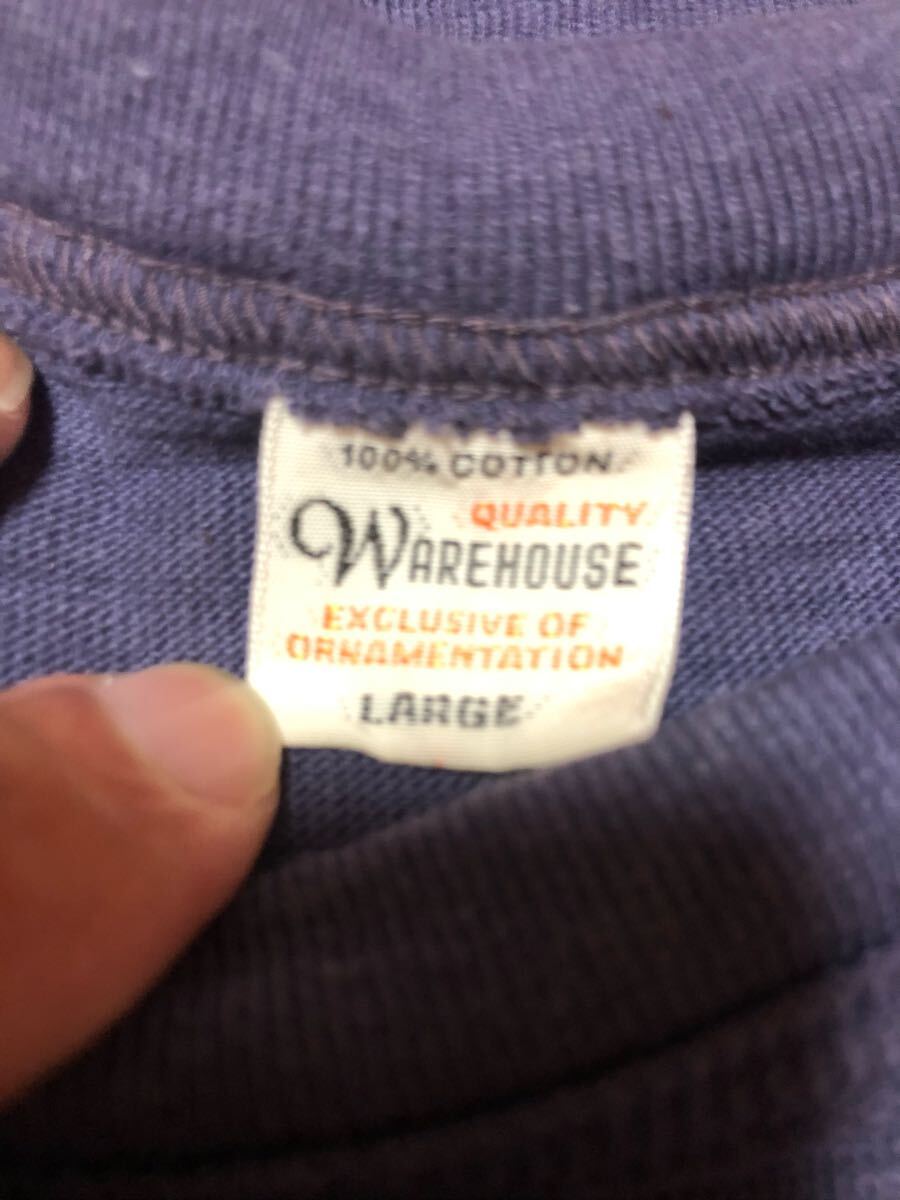 100% COTTON
QUALITY
WAREHOUSE
EXCLUSIVE OF
ORNAMENTATION
LARGE